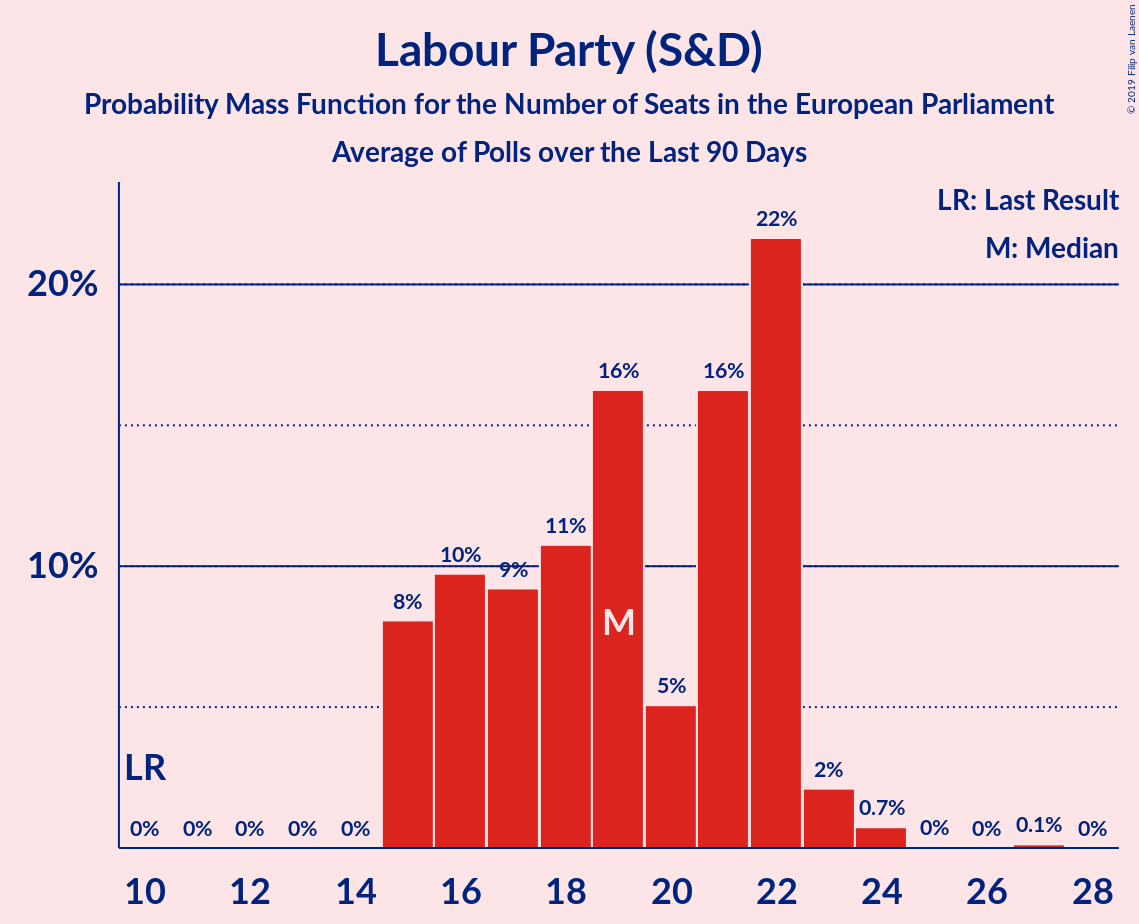 Labour Party (S&D)
Probability Mass Function for the Number of Seats in the European Parliament
Average of Polls over the Last 90 Days
© 2019 Filip van Laenen
LR: Last Result
M: Median
20%
10%
LR
0%
0%
0%
0%
0%
8%
10%
9%
11%
16%
M
5%
16%
22%
2%
0.7%
0%
0%
0.1%
0%
10 12 14 16 18 20 22 24 26 28